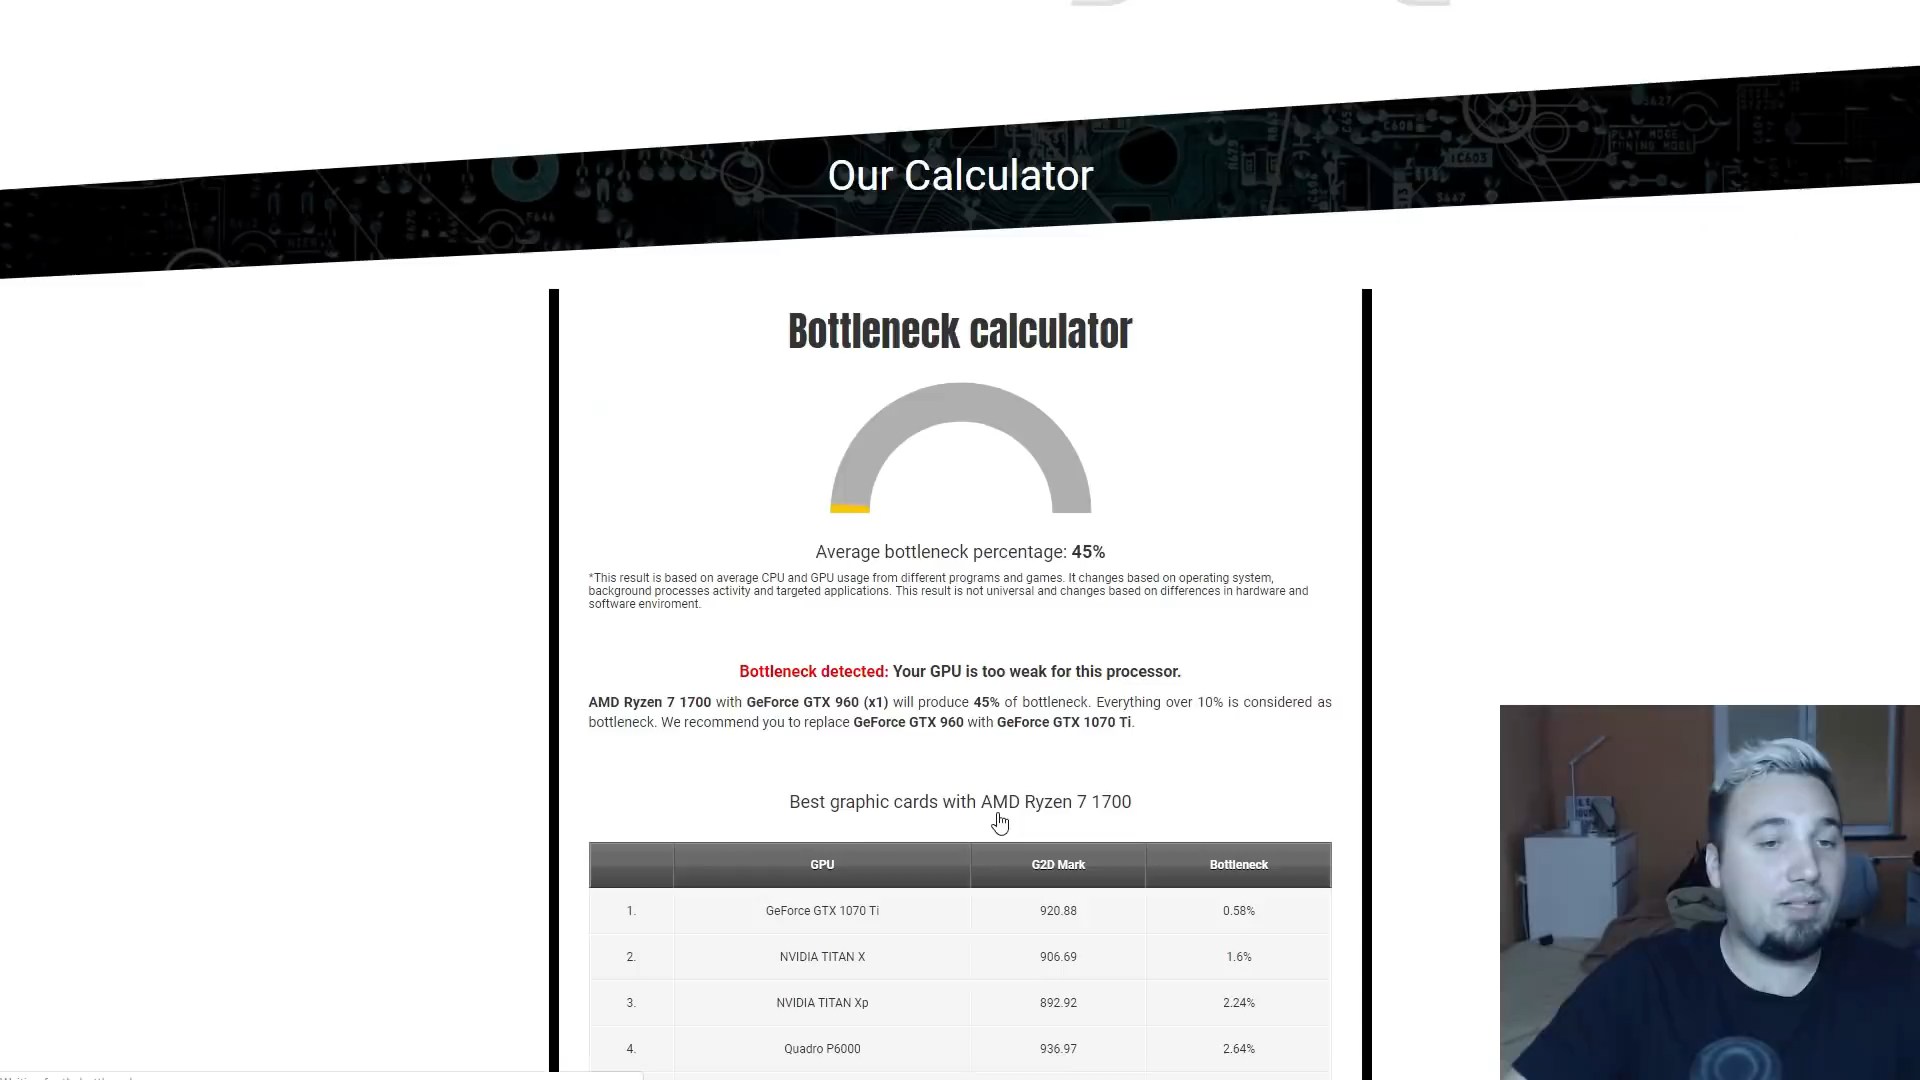 Our Calculator
Bottleneck calculator
Average bottleneck percentage: 45%
*This result is based on average CPU and GPU usage from different programs and games. It changes based on operating system,
background processes activity and targeted applications. This result is not universal and changes based on differences in hardware and
software enviroment.
Bottleneck detected: Your GPU is too weak for this processor.
AMD Ryzen 7 1700 with GeForce GTX 960 (x1) will produce 45% of bottleneck. Everything over 10% is considered as
bottleneck. We recommend you to replace GeForce GTX 960 with GeForce GTX 1070 Ti.
Best graphic cards with AMD Ryzen 7 1700
GPU G2D Mark Bottleneck
1. GeForce GTX 1070 Ti 920.88 0.58%
2. NVIDIA TITAN X 906.69 1.6%
3. NVIDIA TITAN Xp 892.92 2.24%
4. Quadro P6000 936.97 2.64%